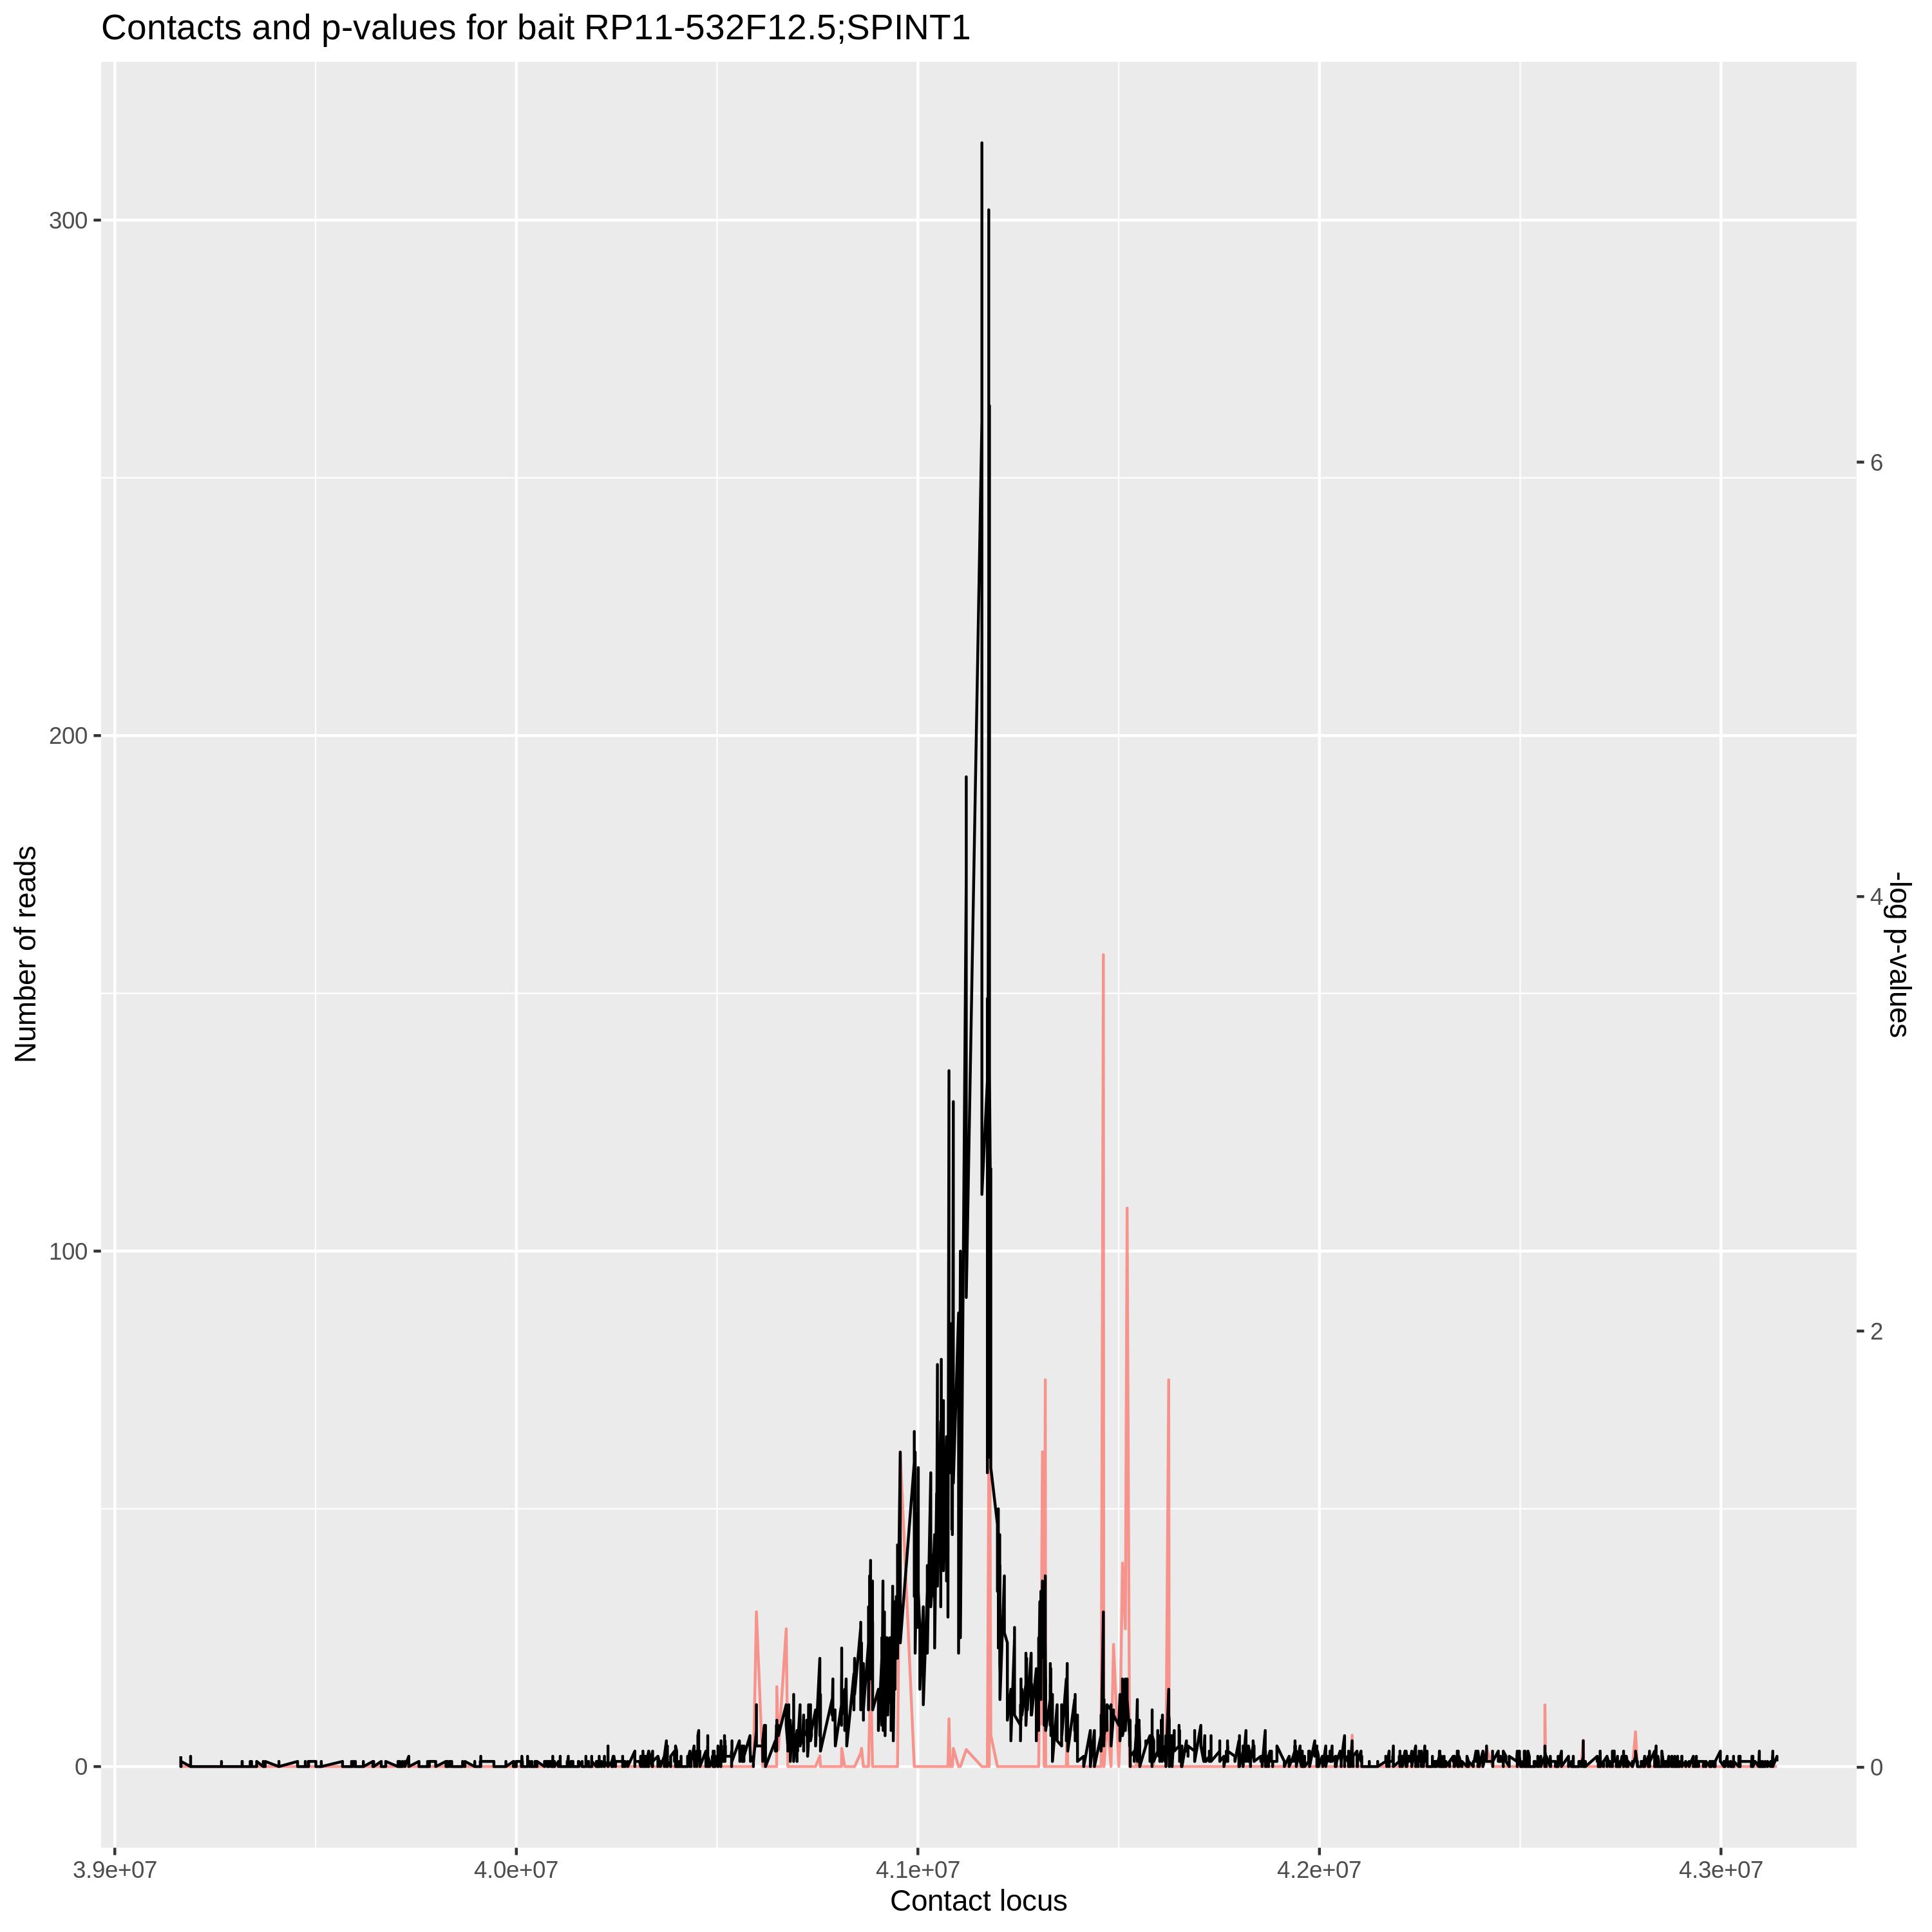 Contacts and p-values for bait RP11-532F12.5;SPINT1
300
200
100
0
Number of reads
6
4
2
0
-log p-values
3.9e+07 4.0e+07 4.1e+07 4.2e+07 4.3e+07
Contact locus